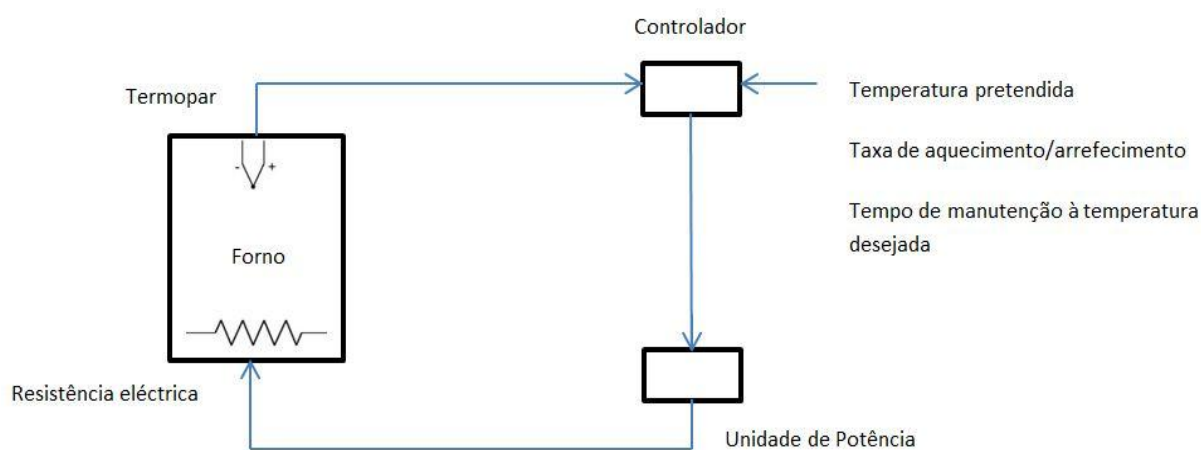 Controlador
Termopar
Temperatura pretendida
Taxa de aquecimento/arrefecimento
Tempo de manutenção à temperatura
desejada
- +
Forno
Resistência eléctrica
Unidade de Potência